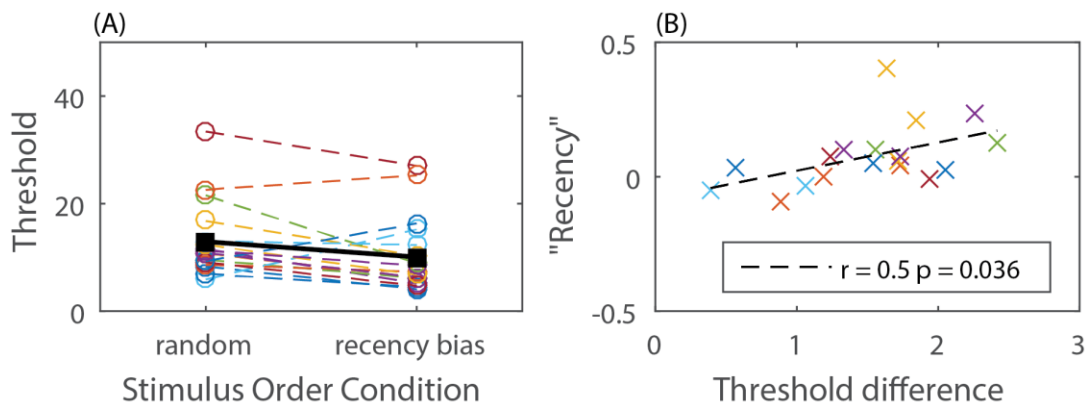 (A)
Threshold
40
20
0
random
recency bias
Stimulus Order Condition
(B)
"Recency"
0.5
0
-0.5
r = 0.5 p = 0.036
0
1
2
3
Threshold difference